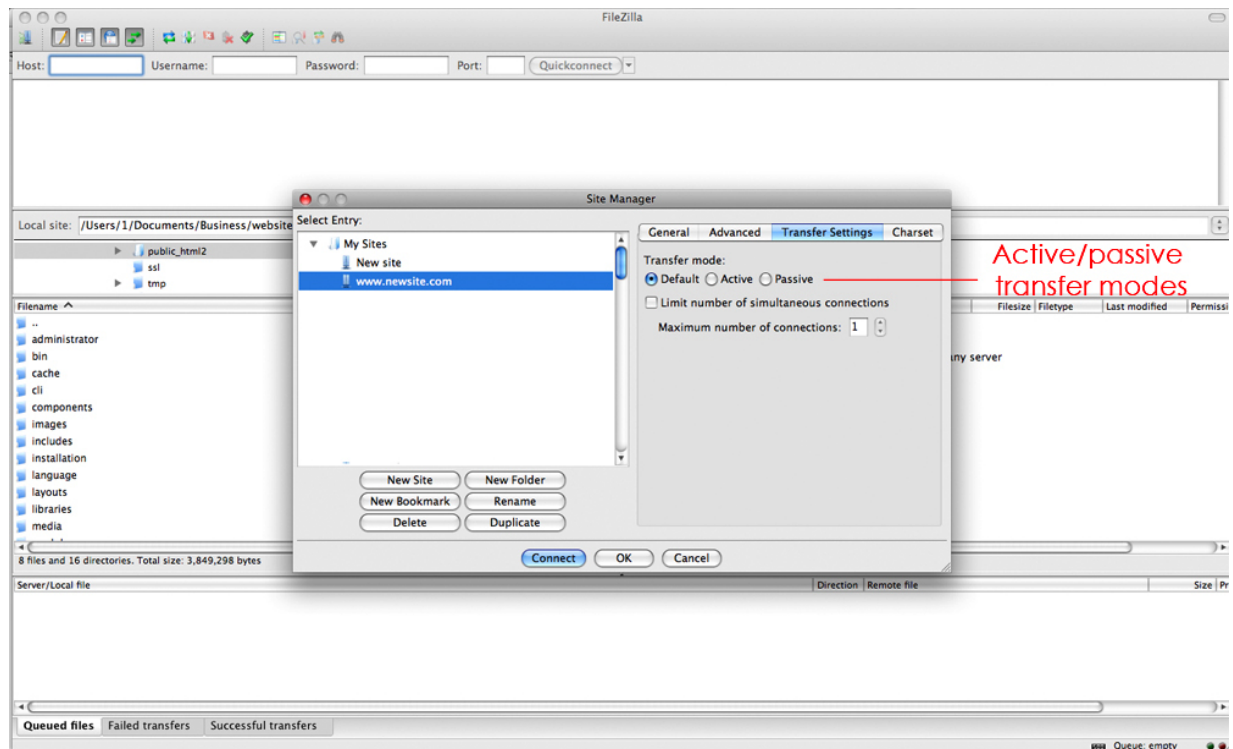 FileZilla
Host: Username: Password: Port: Quickconnect
Site Manager
Local site: /Users/1/Documents/Business/website
Select Entry:
General Advanced Transfer Settings Charset
public_html2
ssl
tmp
My Sites
New site
www.newsite.com
Transfer mode:
Default Active Passive
Limit number of simultaneous connections
Maximum number of connections: 1
Active/passive
transfer modes
Filename Filesize Filetype Last modified Permissi
..
administrator
bin
any server
cache
cli
components
images
includes
installation
language
layouts
libraries
media
New Site New Folder
New Bookmark Rename
Delete Duplicate
Connect OK Cancel
8 files and 16 directories. Total size: 3,849,298 bytes
Server/Local file Direction Remote file Size Pr
Queued files Failed transfers Successful transfers
Queue: empty